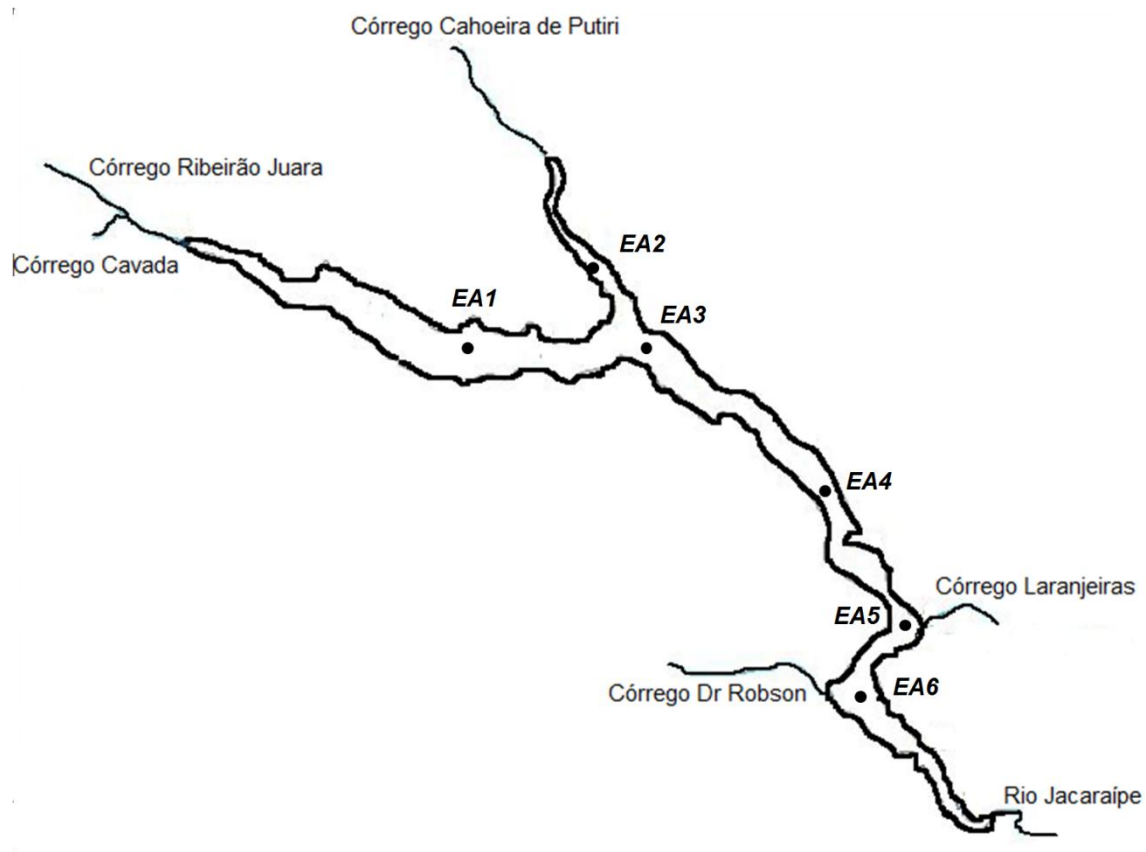 Córrego Cahoeira de Putiri
Córrego Ribeirão Juara
EA2
Córrego Cavada
EA1
EA3
EA4
Córrego Laranjeiras
EA5
EA6
Córrego Dr Robson
Rio Jacaraípe